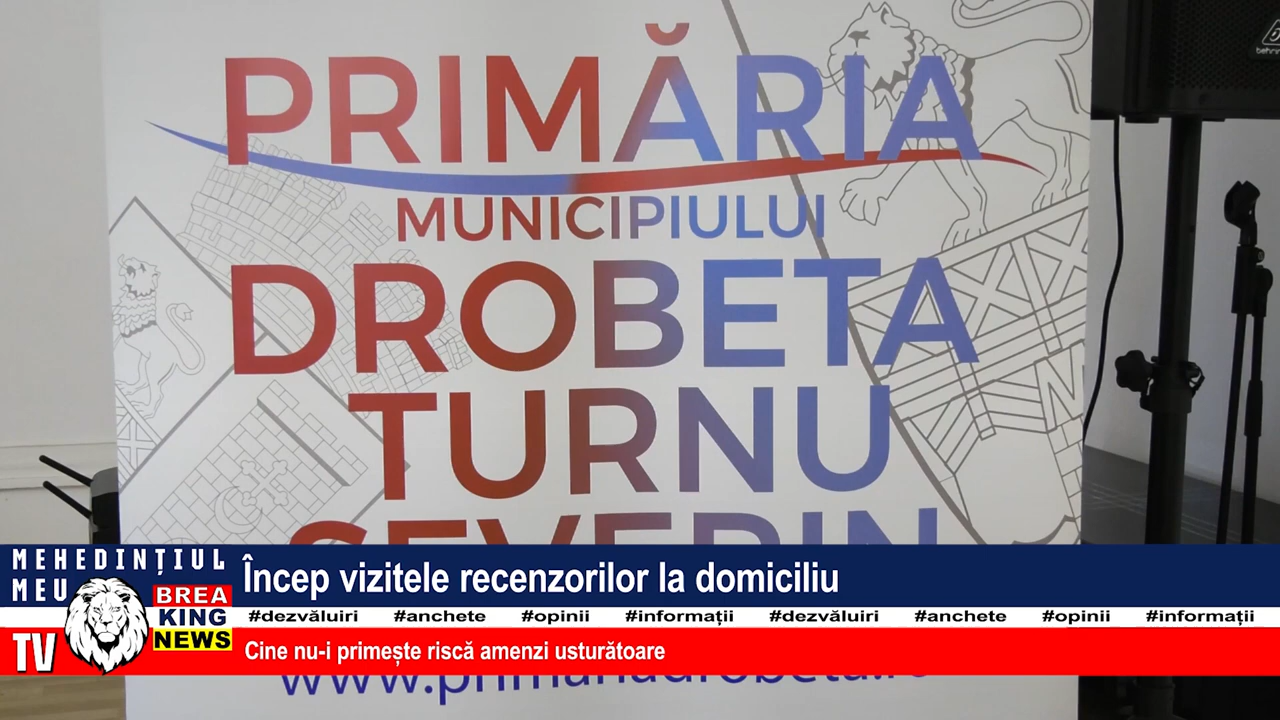 PRIMĂRIA
MUNICIPIULUI
DROBETA
TURNU
SEVERIN
MEHEDINȚIUL
MEU
TV
BREA
KING
NEWS
Încep vizitele recenzorilor la domiciliu
#dezvăluiri #anchete #opinii #informații #dezvăluiri #anchete #opinii #informații
Cine nu-i primește riscă amenzi usturătoare